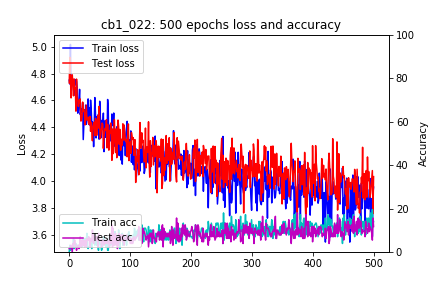 cb1_022: 500 epochs loss and accuracy
Train loss
Test loss
Train acc
Test acc
Loss
5.0
4.8
4.6
4.4
4.2
4.0
3.8
3.6
Accuracy
100
80
60
40
20
0
0 100 200 300 400 500